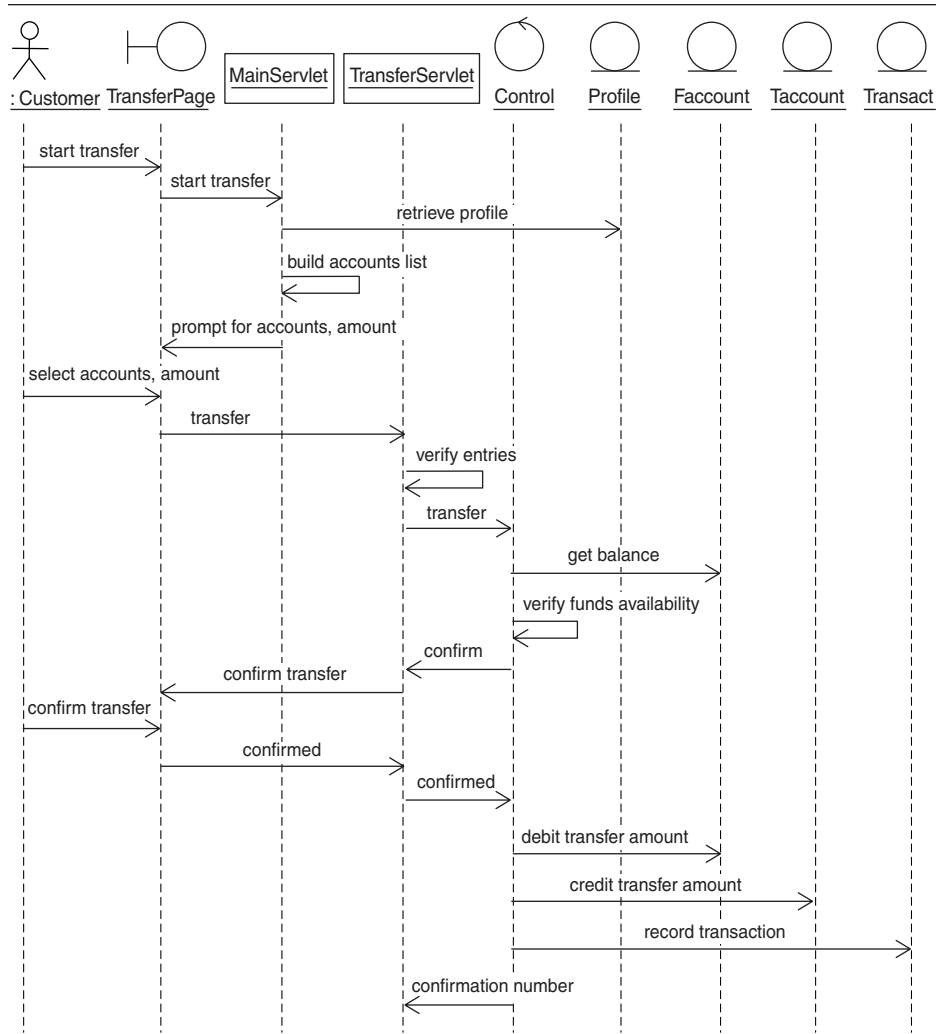 MainServlet TransferServlet
: Customer TransferPage Control Profile Faccount Taccount Transact
start transfer
start transfer
retrieve profile
build accounts list
prompt for accounts, amount
select accounts, amount
transfer
verify entries
transfer
get balance
verify funds availability
confirm
confirm transfer
confirm transfer
confirmed
confirmed
debit transfer amount
credit transfer amount
record transaction
confirmation number